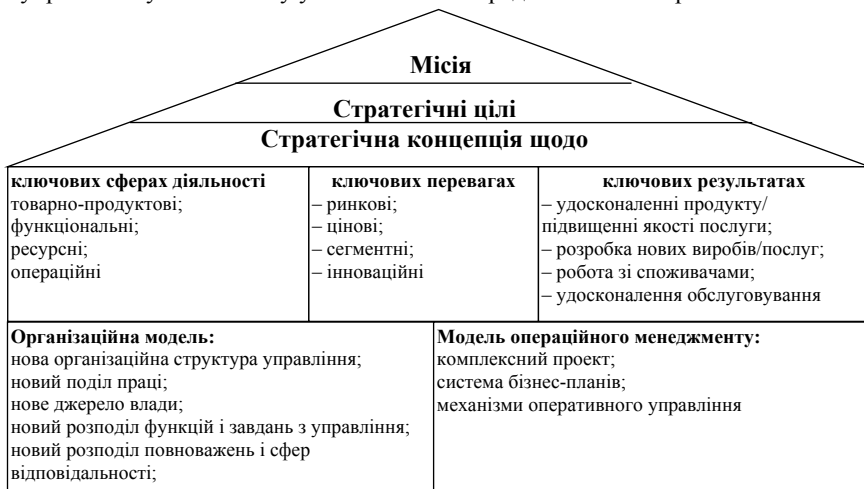 Місія
Стратегічні цілі
Стратегічна концепція щодо
ключових сферах діяльності
товарно-продуктові;
функціональні;
ресурсні;
операційні
ключових перевагах
– ринкові;
– цінові;
– сегментні;
– інноваційні
ключових результатах
– удосконаленні продукту/
підвищенні якості послуги;
– розробка нових виробів/послуг;
– робота зі споживачами;
– удосконалення обслуговування
Організаційна модель:
нова організаційна структура управління;
новий поділ праці;
нове джерело влади;
новий розподіл функцій і завдань з управління;
новий розподіл повноважень і сфер
відповідальності;
Модель операційного менеджменту:
комплексний проект;
система бізнес-планів;
механізми оперативного управління